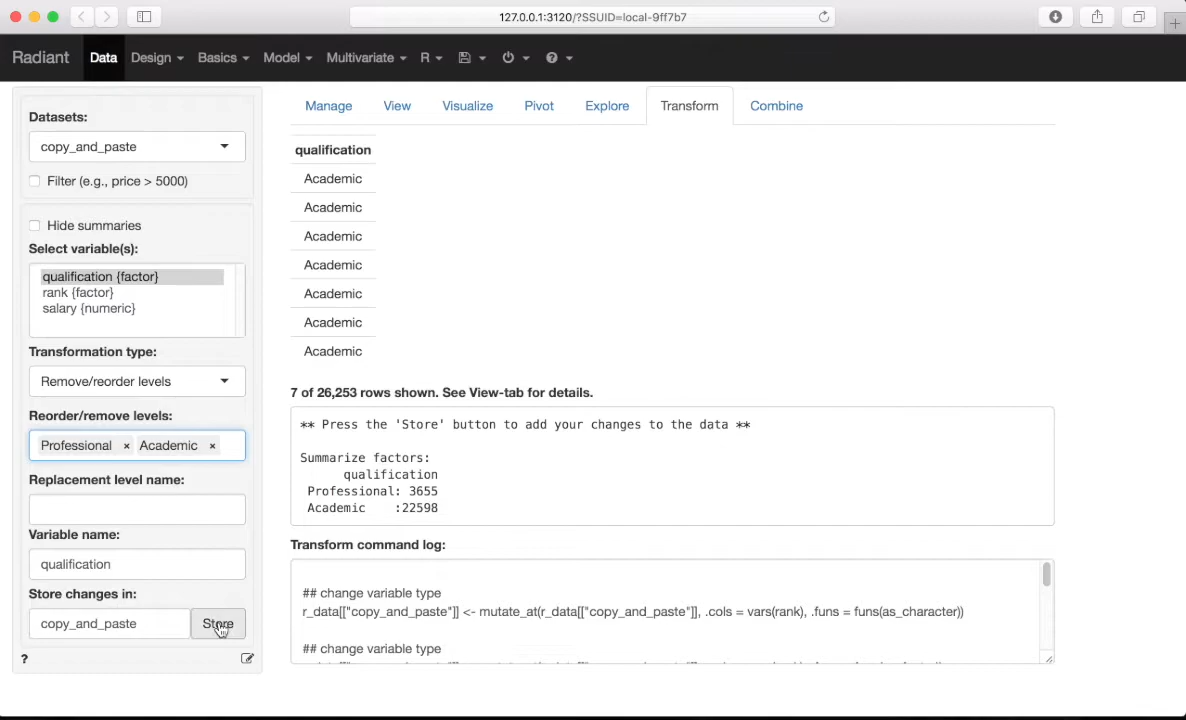 127.0.0.1:3120/?SSUID=local-9ff7b7
Radiant Data Design Basics Model Multivariate R
Datasets:
copy_and_paste
Filter (e.g., price > 5000)
Hide summaries
Select variable(s):
qualification {factor}
rank {factor}
salary {numeric}
Transformation type:
Remove/reorder levels
Reorder/remove levels:
Professional × Academic ×
Replacement level name:
Variable name:
qualification
Store changes in:
copy_and_paste Store
?
Manage View Visualize Pivot Explore Transform Combine
qualification
Academic
Academic
Academic
Academic
Academic
Academic
Academic
7 of 26,253 rows shown. See View-tab for details.
** Press the 'Store' button to add your changes to the data **
Summarize factors:
qualification
Professional: 3655
Academic :22598
Transform command log:
## change variable type
r_data[["copy_and_paste"]] <- mutate_at(r_data[["copy_and_paste"]], .cols = vars(rank), .funs = funs(as_character))
## change variable type